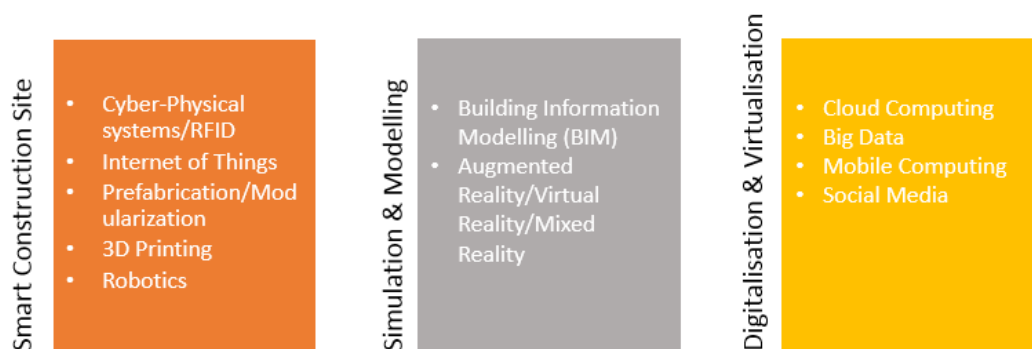 Smart Construction Site
• Cyber-Physical
systems/RFID
• Internet of Things
• Prefabrication/Mod
ularization
• 3D Printing
• Robotics
Simulation & Modelling
• Building Information
Modelling (BIM)
• Augmented
Reality/Virtual
Reality/Mixed
Reality
Digitalisation & Virtualisation
• Cloud Computing
• Big Data
• Mobile Computing
• Social Media